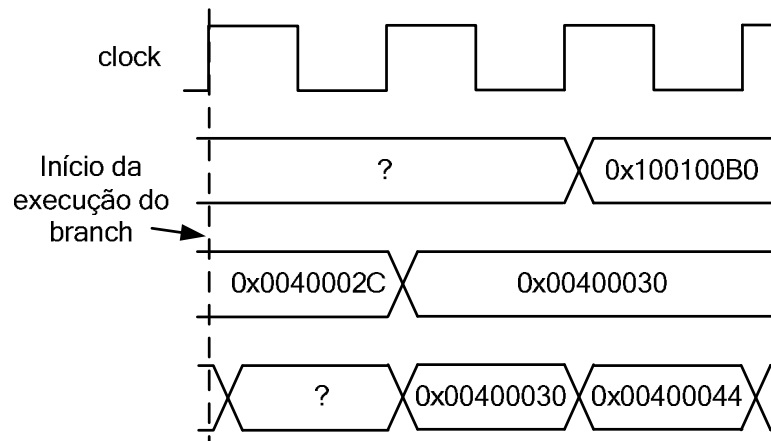 clock
? 0x100100B0
Início da
execução do
branch
0x0040002C 0x00400030
? 0x00400030 0x00400044